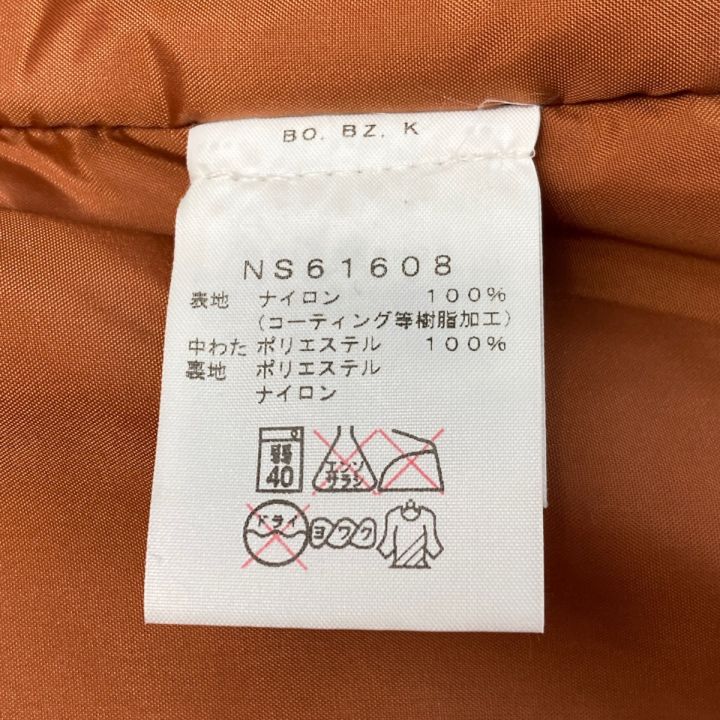 BO. BZ. K
NS61608
表地 ナイロン 100%
(コーティング等樹脂加工)
中わた ポリエステル 100%
裏地 ポリエステル
ナイロン
弱 40 エンソ サラシ
ドライ ヨワク